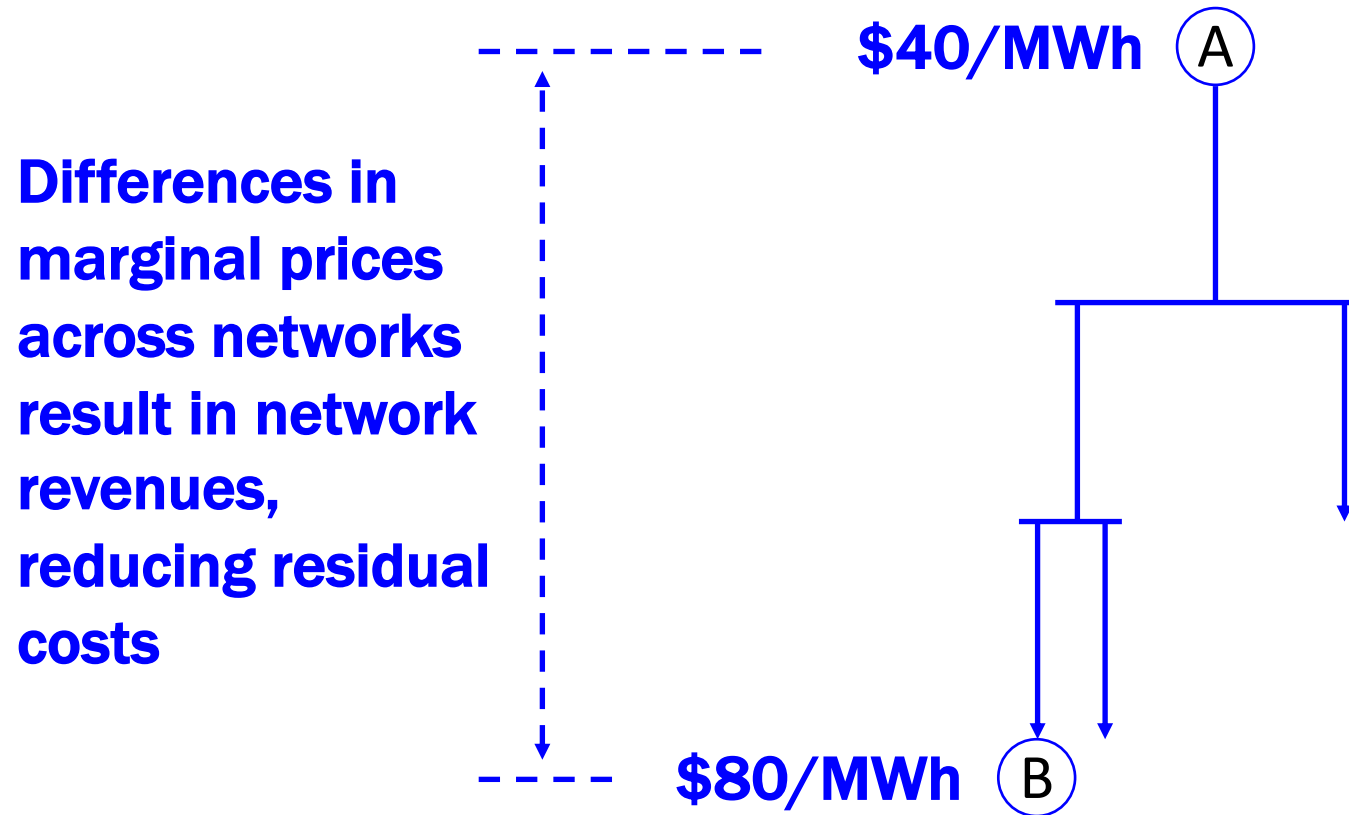 $40/MWh A
Differences in
marginal prices
across networks
result in network
revenues,
reducing residual
costs
$80/MWh B